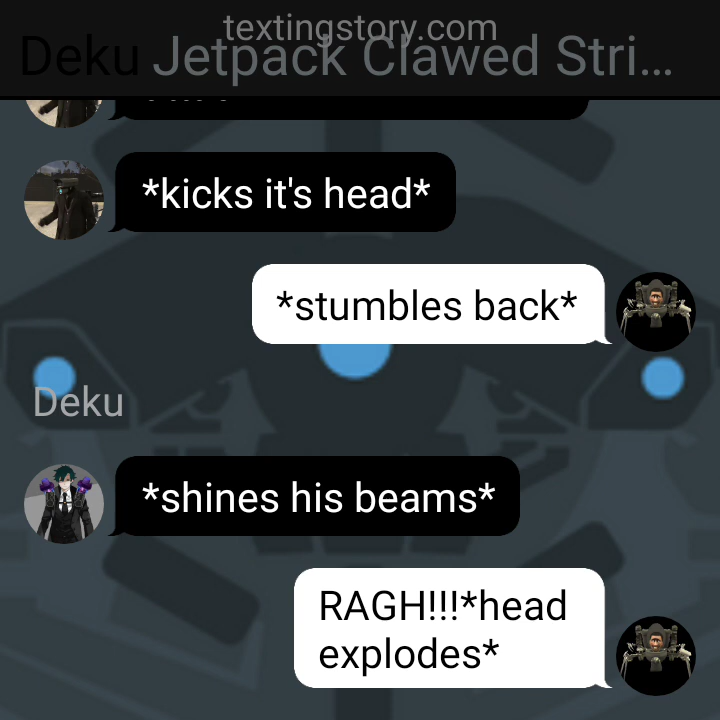 textingstory.com
Deku Jetpack Clawed Stri...
*kicks it's head*
*stumbles back*
Deku
*shines his beams*
RAGH!!!*head
explodes*